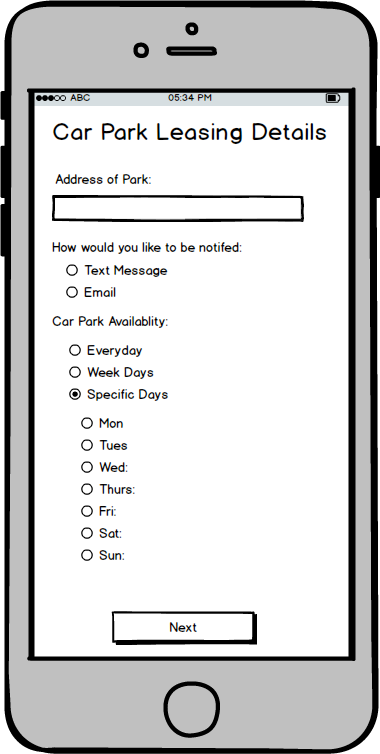 ABC 05:34 PM
Car Park Leasing Details
Address of Park:
How would you like to be notifed:
Text Message
Email
Car Park Availablity:
Everyday
Week Days
Specific Days
Mon
Tues
Wed:
Thurs:
Fri:
Sat:
Sun:
Next